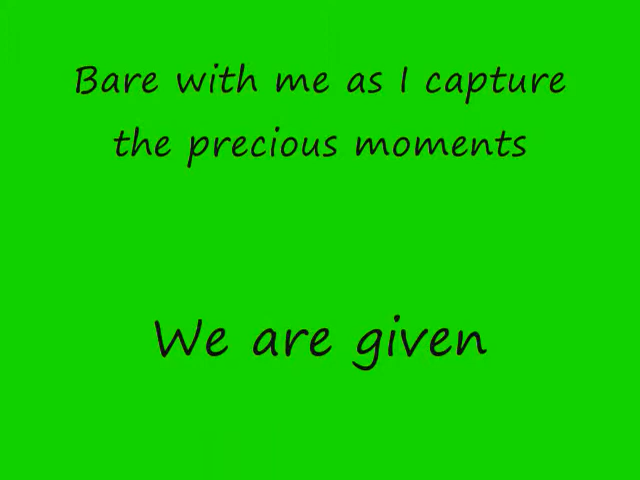 Bare with me as I capture
the precious moments
We are given